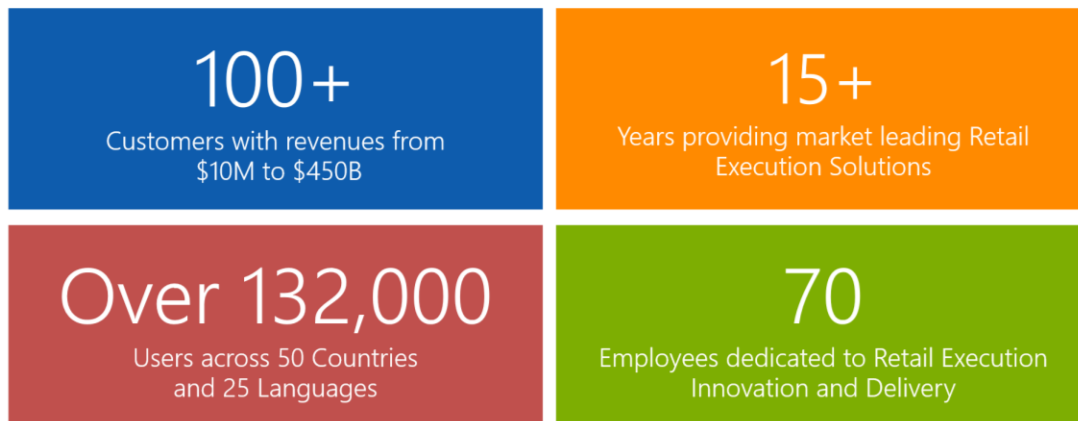 100+
Customers with revenues from
$10M to $450B
15+
Years providing market leading Retail
Execution Solutions
Over 132,000
Users across 50 Countries
and 25 Languages
70
Employees dedicated to Retail Execution
Innovation and Delivery